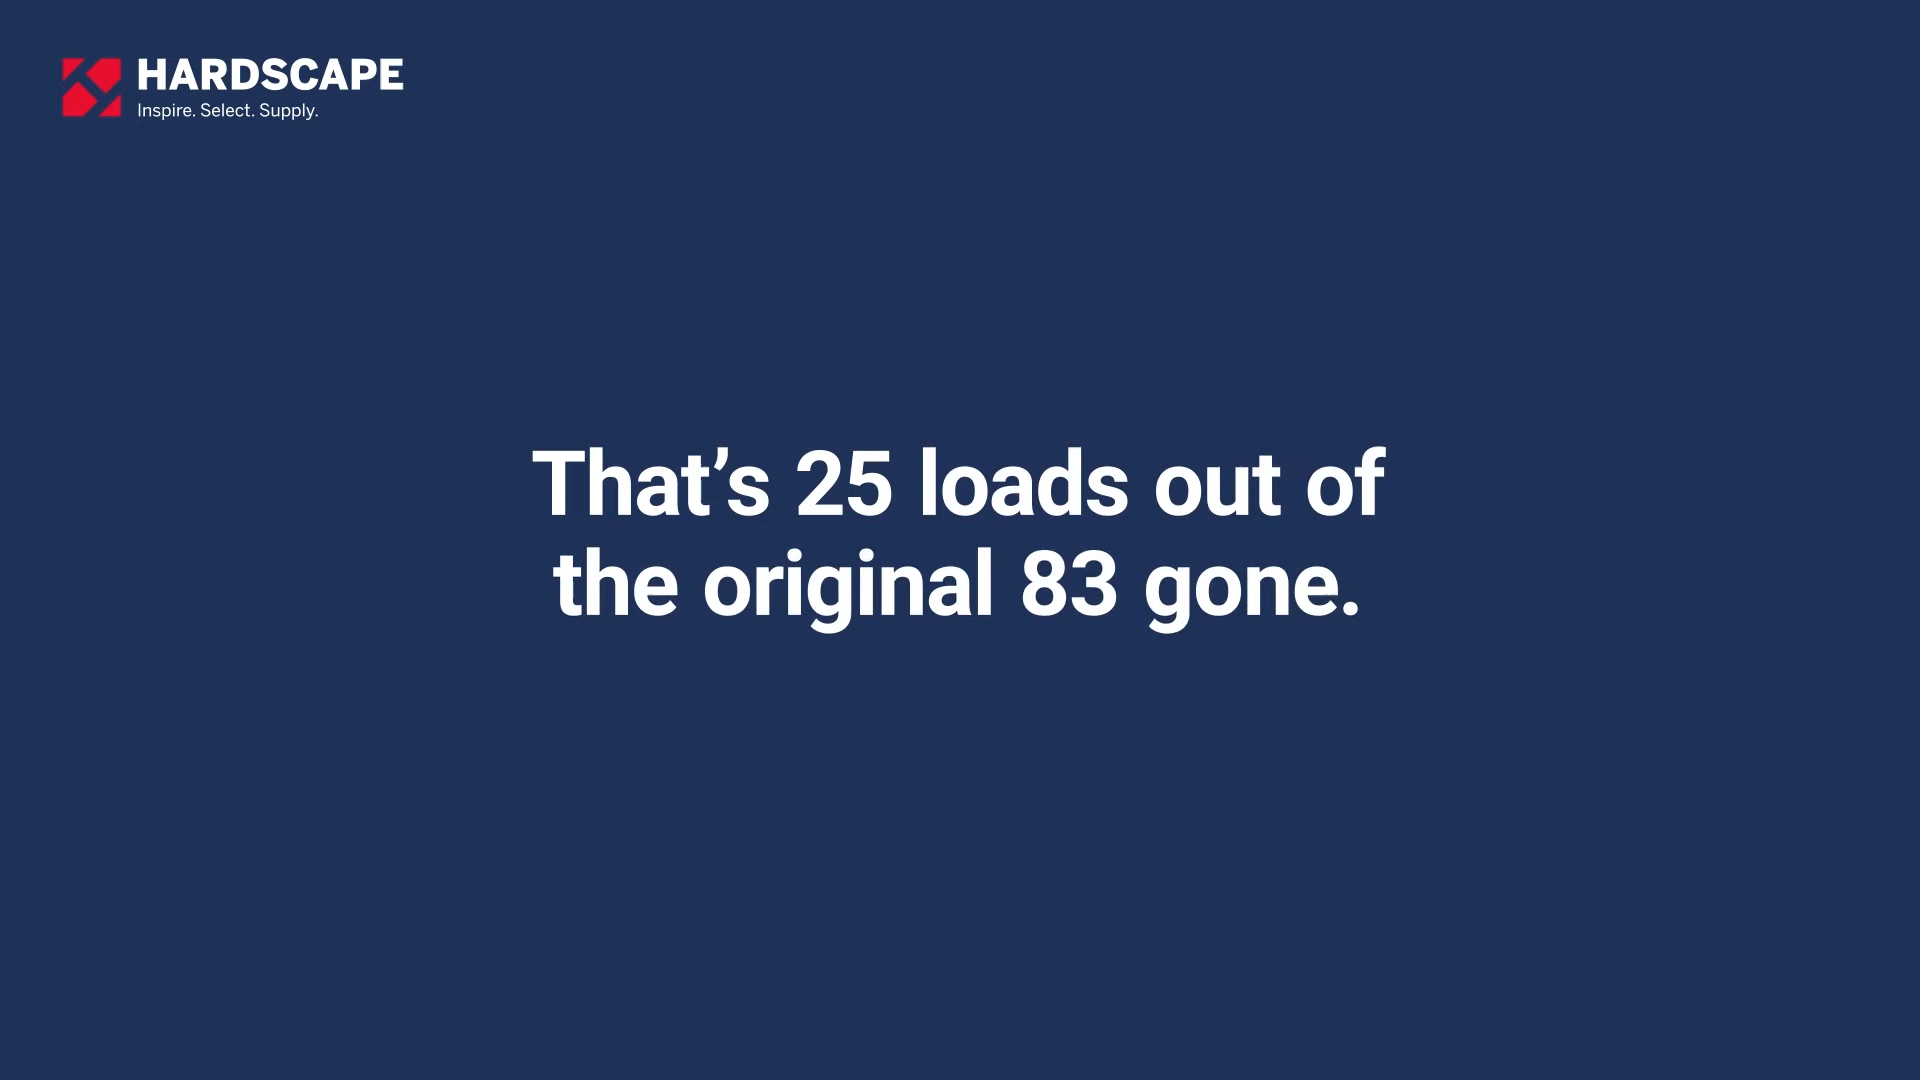 HARDSCAPE
Inspire. Select. Supply.
That’s 25 loads out of
the original 83 gone.